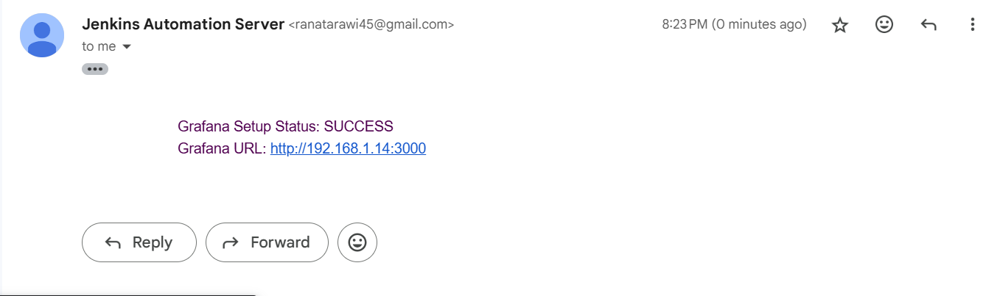 Jenkins Automation Server <ranatarawi45@gmail.com> 8:23 PM (0 minutes ago)
to me
Grafana Setup Status: SUCCESS
Grafana URL: http://192.168.1.14:3000
Reply Forward